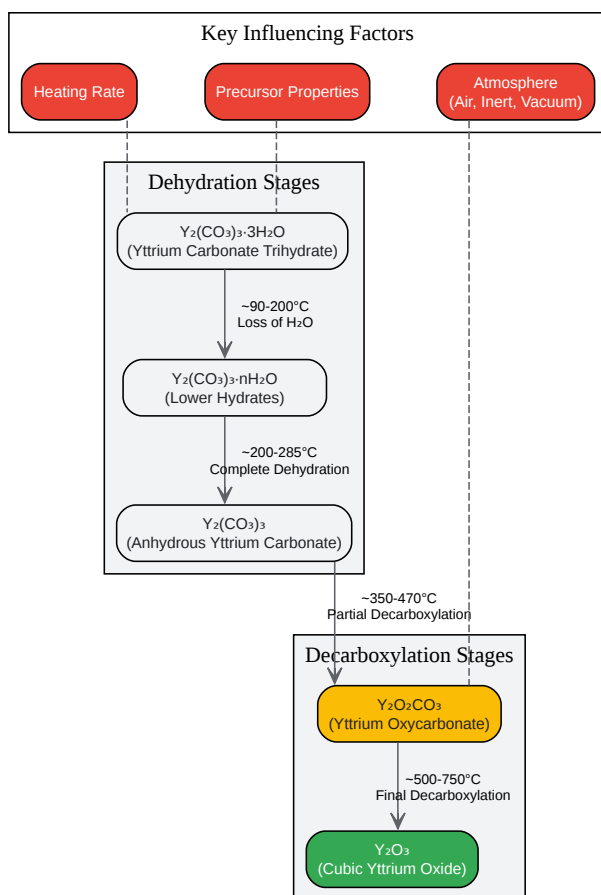 Key Influencing Factors
Heating Rate
Precursor Properties
Atmosphere
(Air, Inert, Vacuum)
Dehydration Stages
Y₂(CO₃)₃·3H₂O
(Yttrium Carbonate Trihydrate)
~90-200°C
Loss of H₂O
Y₂(CO₃)₃·nH₂O
(Lower Hydrates)
~200-285°C
Complete Dehydration
Y₂(CO₃)₃
(Anhydrous Yttrium Carbonate)
~350-470°C
Partial Decarboxylation
Decarboxylation Stages
Y₂O₂CO₃
(Yttrium Oxycarbonate)
~500-750°C
Final Decarboxylation
Y₂O₃
(Cubic Yttrium Oxide)